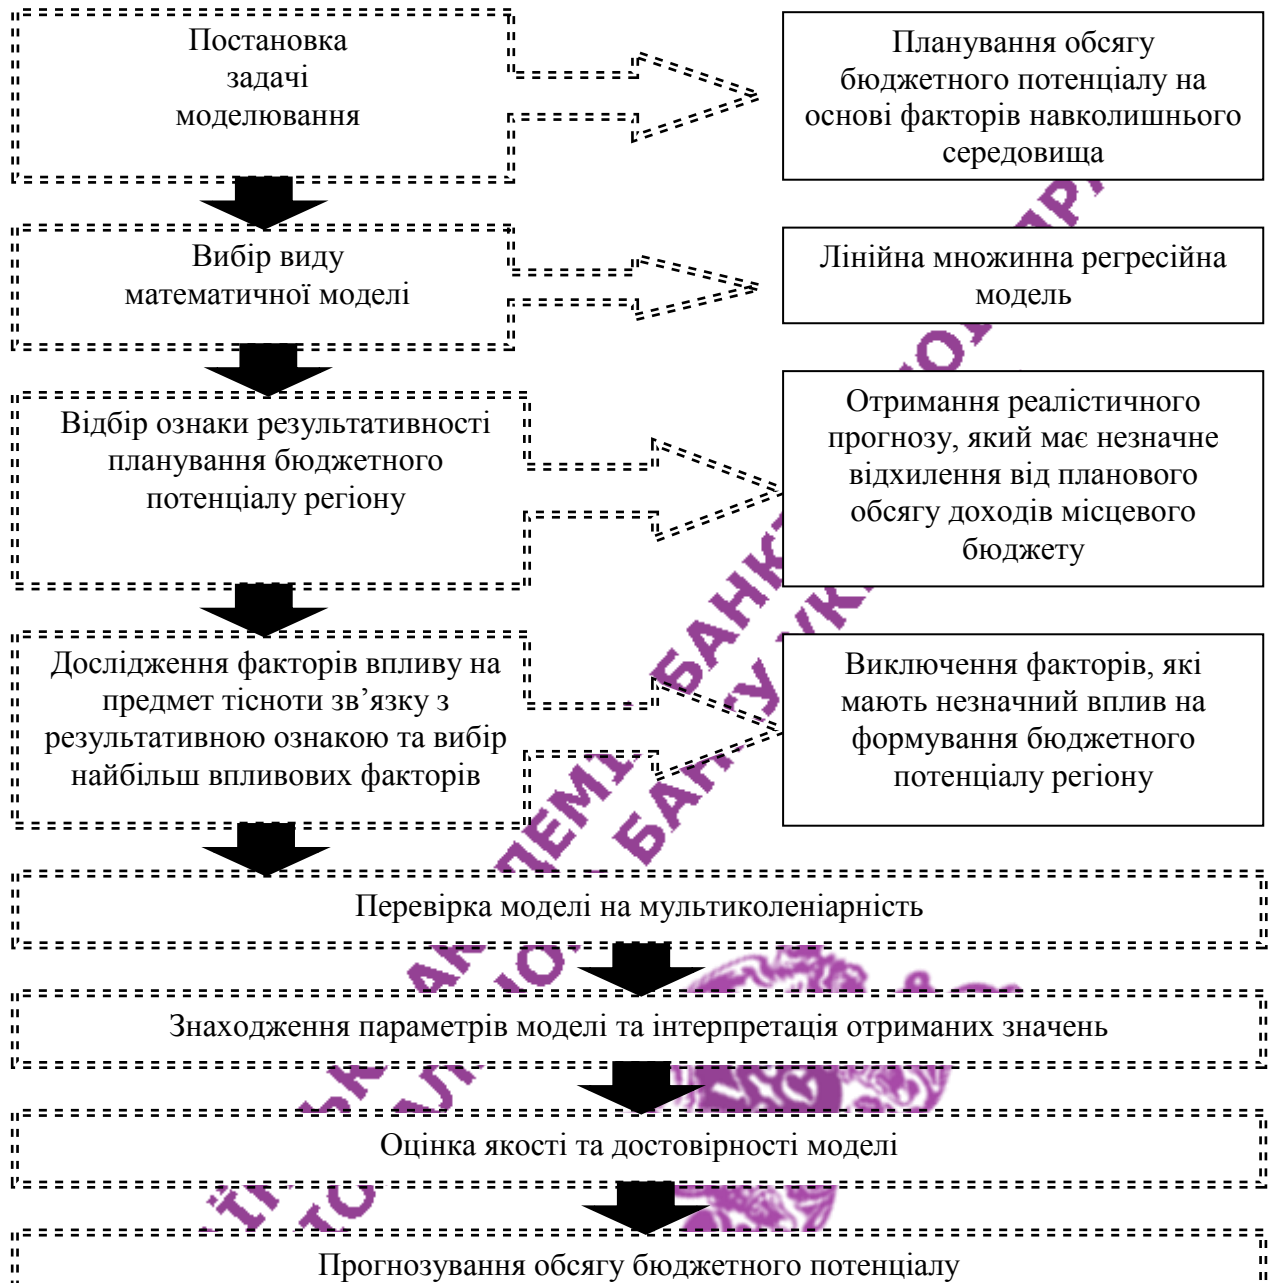 Постановка
задачі
моделювання
Планування обсягу
бюджетного потенціалу на
основі факторів навколишнього
середовища
Вибір виду
математичної моделі
Лінійна множинна регресійна
модель
Відбір ознаки результативності
планування бюджетного
потенціалу регіону
Отримання реалістичного
прогнозу, який має незначне
відхилення від планового
обсягу доходів місцевого
бюджету
Дослідження факторів впливу на
предмет тісноти зв’язку з
результативною ознакою та вибір
найбільш впливових факторів
Виключення факторів, які
мають незначний вплив на
формування бюджетного
потенціалу регіону
Перевірка моделі на мультиколеніарність
Знаходження параметрів моделі та інтерпретація отриманих значень
Оцінка якості та достовірності моделі
Прогнозування обсягу бюджетного потенціалу